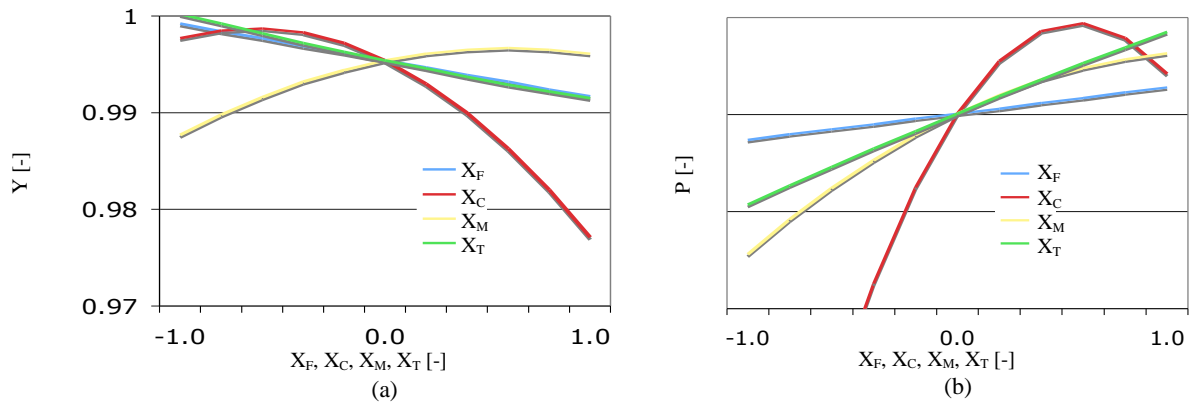 1
0.99
0.98
0.97
Y [-]
X_F
X_C
X_M
X_T
-1.0 0.0 1.0
X_F, X_C, X_M, X_T [-]
(a)
P [-]
X_F
X_C
X_M
X_T
-1.0 0.0 1.0
X_F, X_C, X_M, X_T [-]
(b)